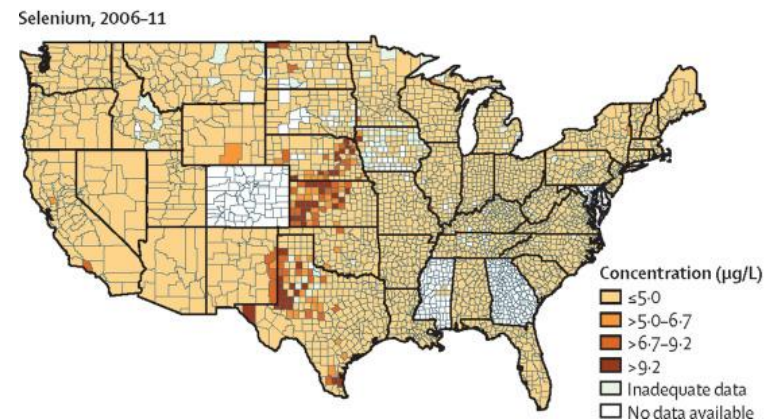 Selenium, 2006–11
Concentration (µg/L)
≤5·0
>5·0–6·7
>6·7–9·2
>9·2
Inadequate data
No data available